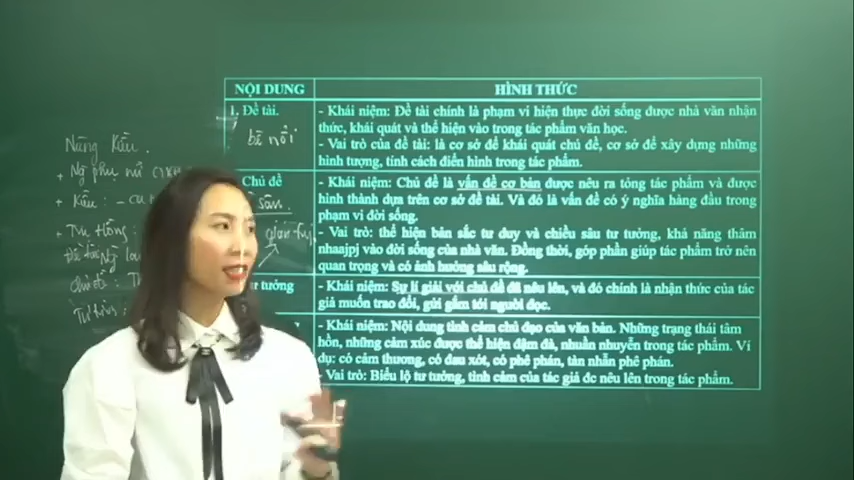 NỘI DUNG
HÌNH THỨC
1. Đề tài.
bề nổi
- Khái niệm: Đề tài chính là phạm vi hiện thực đời sống được nhà văn nhận
thức, khái quát và thể hiện vào trong tác phẩm văn học.
- Vai trò của đề tài: là cơ sở để khái quát chủ đề, cơ sở để xây dựng những
hình tượng, tính cách điển hình trong tác phẩm.
Chủ đề
- Khái niệm: Chủ đề là vấn đề cơ bản được nêu ra tỏng tác phẩm và được
hình thành dựa trên cơ sở đề tài. Và đó là vấn đề có ý nghĩa hàng đầu trong
phạm vi đời sống.
- Vai trò: thể hiện bản sắc tư duy và chiều sâu tư tưởng, khả năng thâm
nhaajpj vào đời sống của nhà văn. Đồng thời, góp phần giúp tác phẩm trở nên
quan trọng và có ảnh hưởng sâu rộng.
tư tưởng
- Khái niệm: Sự lí giải với chủ đề đã nêu lên, và đó chính là nhận thức của tác
giả muốn trao đổi, gửi gắm tới người đọc.
- Khái niệm: Nội dung tình cảm chủ đạo của văn bản. Những trạng thái tâm
hồn, những cảm xúc được thể hiện đậm đà, nhuần nhuyễn trong tác phẩm. Ví
dụ: có cảm thương, có đau xót, có phê phán, tàn nhẫn phê phán.
- Vai trò: Biểu lộ tư tưởng, tình cảm của tác giả đc nêu lên trong tác phẩm.
Nàng Kiều.
+ Kiều: -
+ Tú